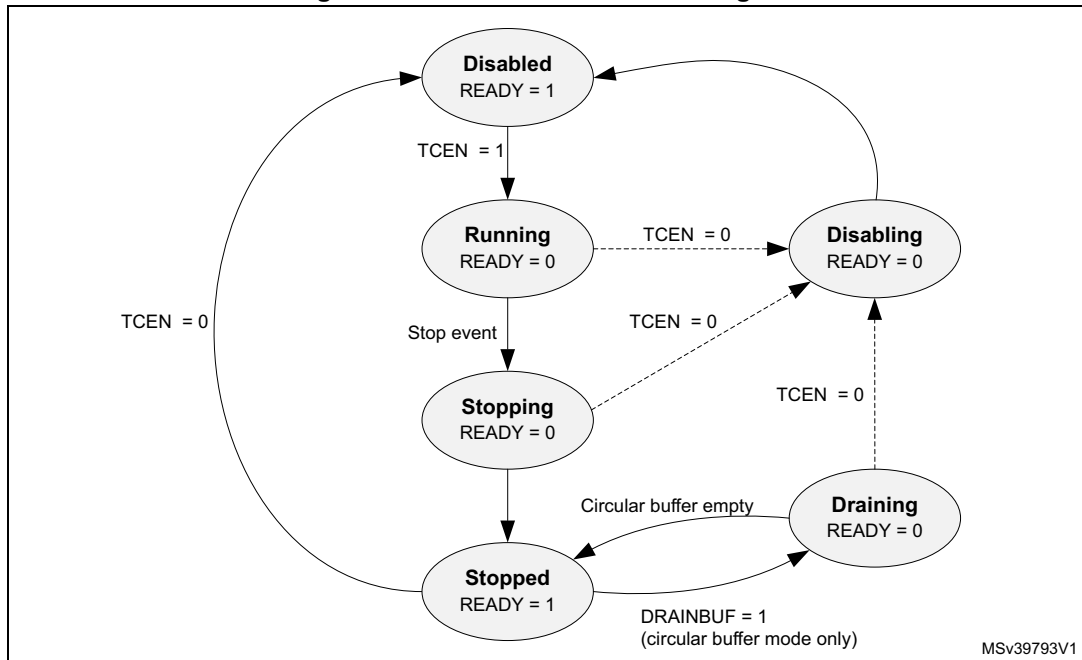 Disabled
READY = 1
TCEN = 1
Running
READY = 0
TCEN = 0
Disabling
READY = 0
TCEN = 0
Stop event
TCEN = 0
Stopping
READY = 0
TCEN = 0
Circular buffer empty
Draining
READY = 0
Stopped
READY = 1
DRAINBUF = 1
(circular buffer mode only)
MSv39793V1